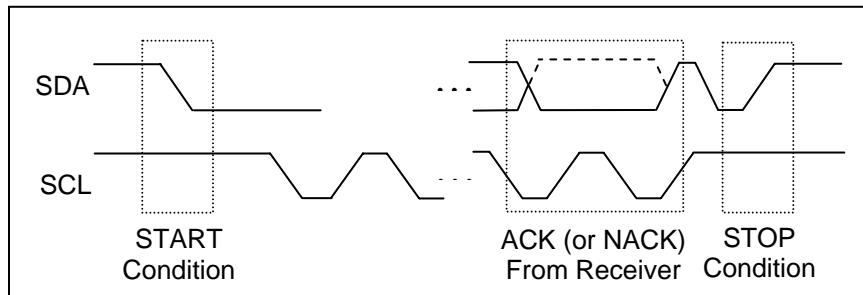 SDA
SCL
START
Condition
ACK (or NACK)
From Receiver
STOP
Condition